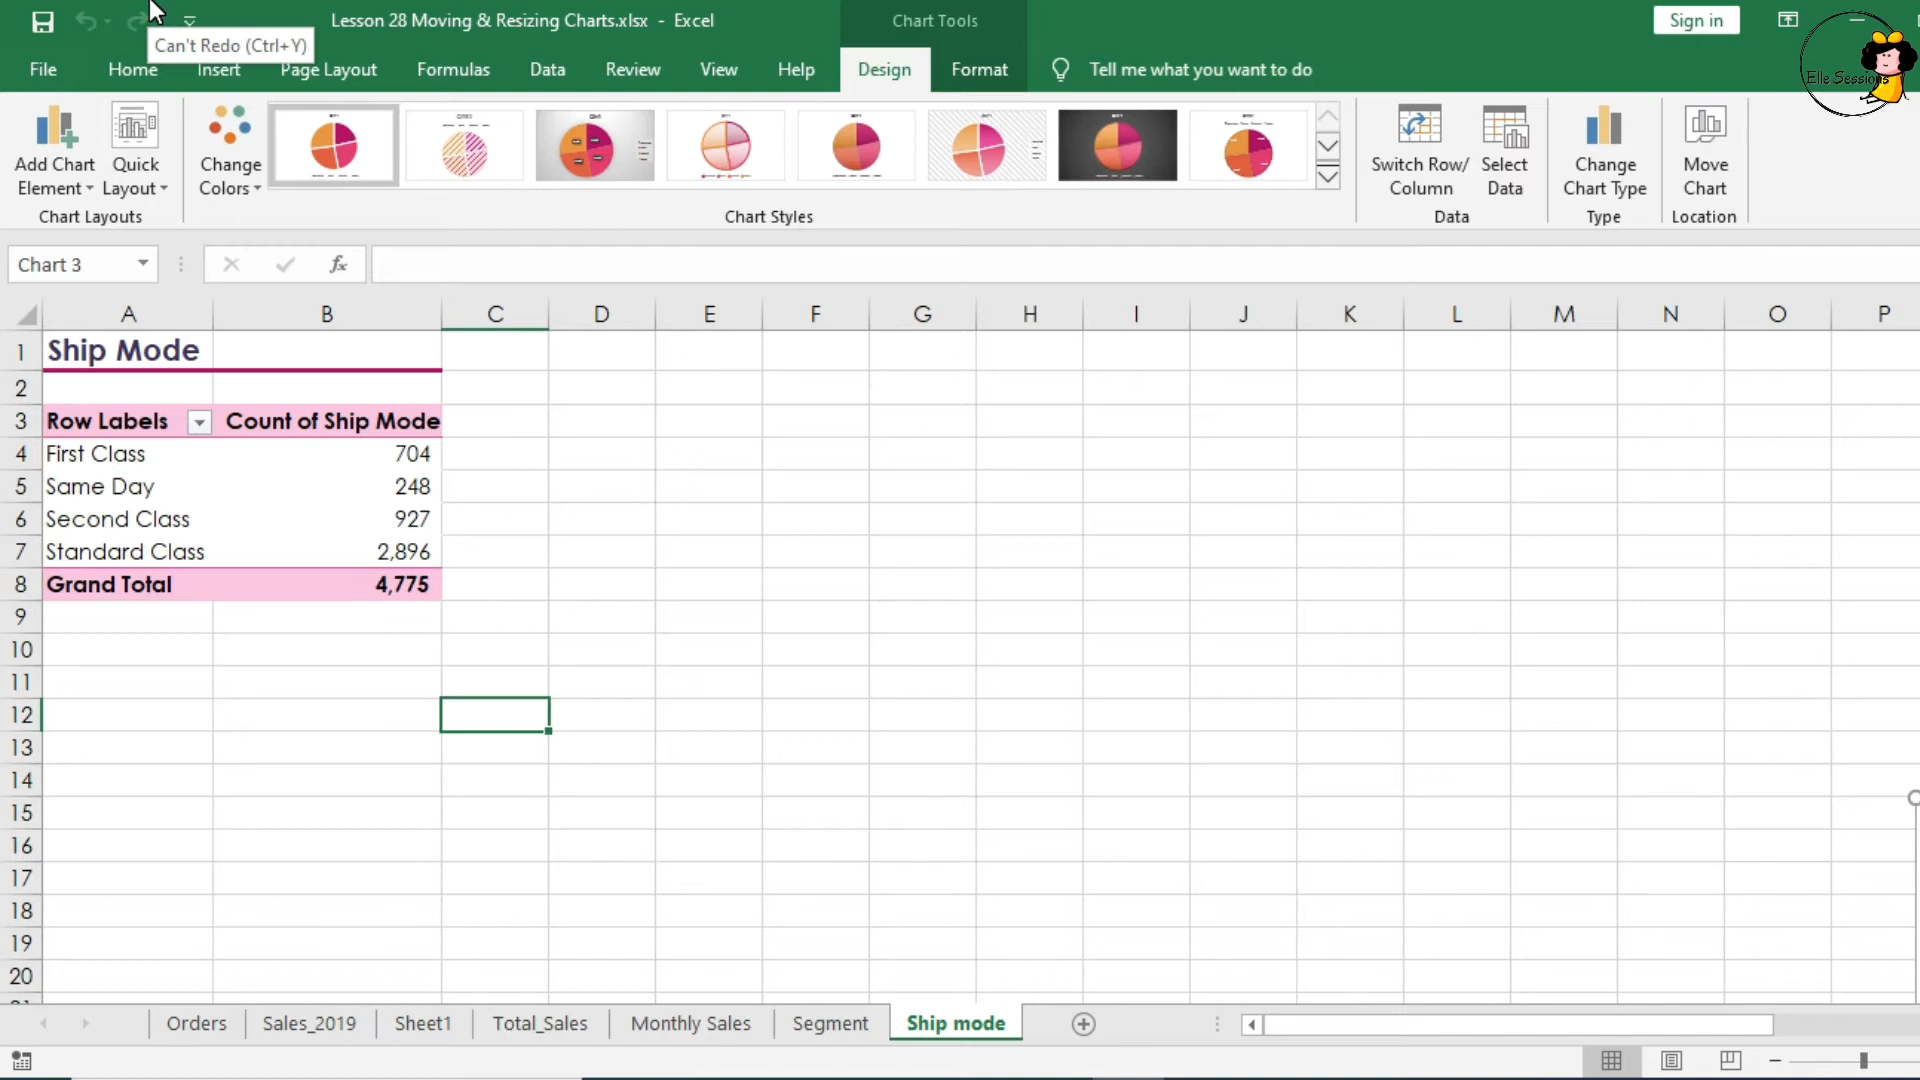 Lesson 28 Moving & Resizing Charts.xlsx - Excel
Chart Tools
Sign in
Can't Redo (Ctrl+Y)
Elle Sessions
File Home Insert Page Layout Formulas Data Review View Help Design Format Tell me what you want to do
Add Chart Element
Quick Layout
Change Colors
Switch Row/ Column
Select Data
Change Chart Type
Move Chart
Chart Layouts
Chart Styles
Data
Type
Location
Chart 3
fx
A B C D E F G H I J K L M N O P
1 Ship Mode
2
3 Row Labels Count of Ship Mode
4 First Class 704
5 Same Day 248
6 Second Class 927
7 Standard Class 2,896
8 Grand Total 4,775
9
10
11
12
13
14
15
16
17
18
19
20
Orders Sales_2019 Sheet1 Total_Sales Monthly Sales Segment Ship mode